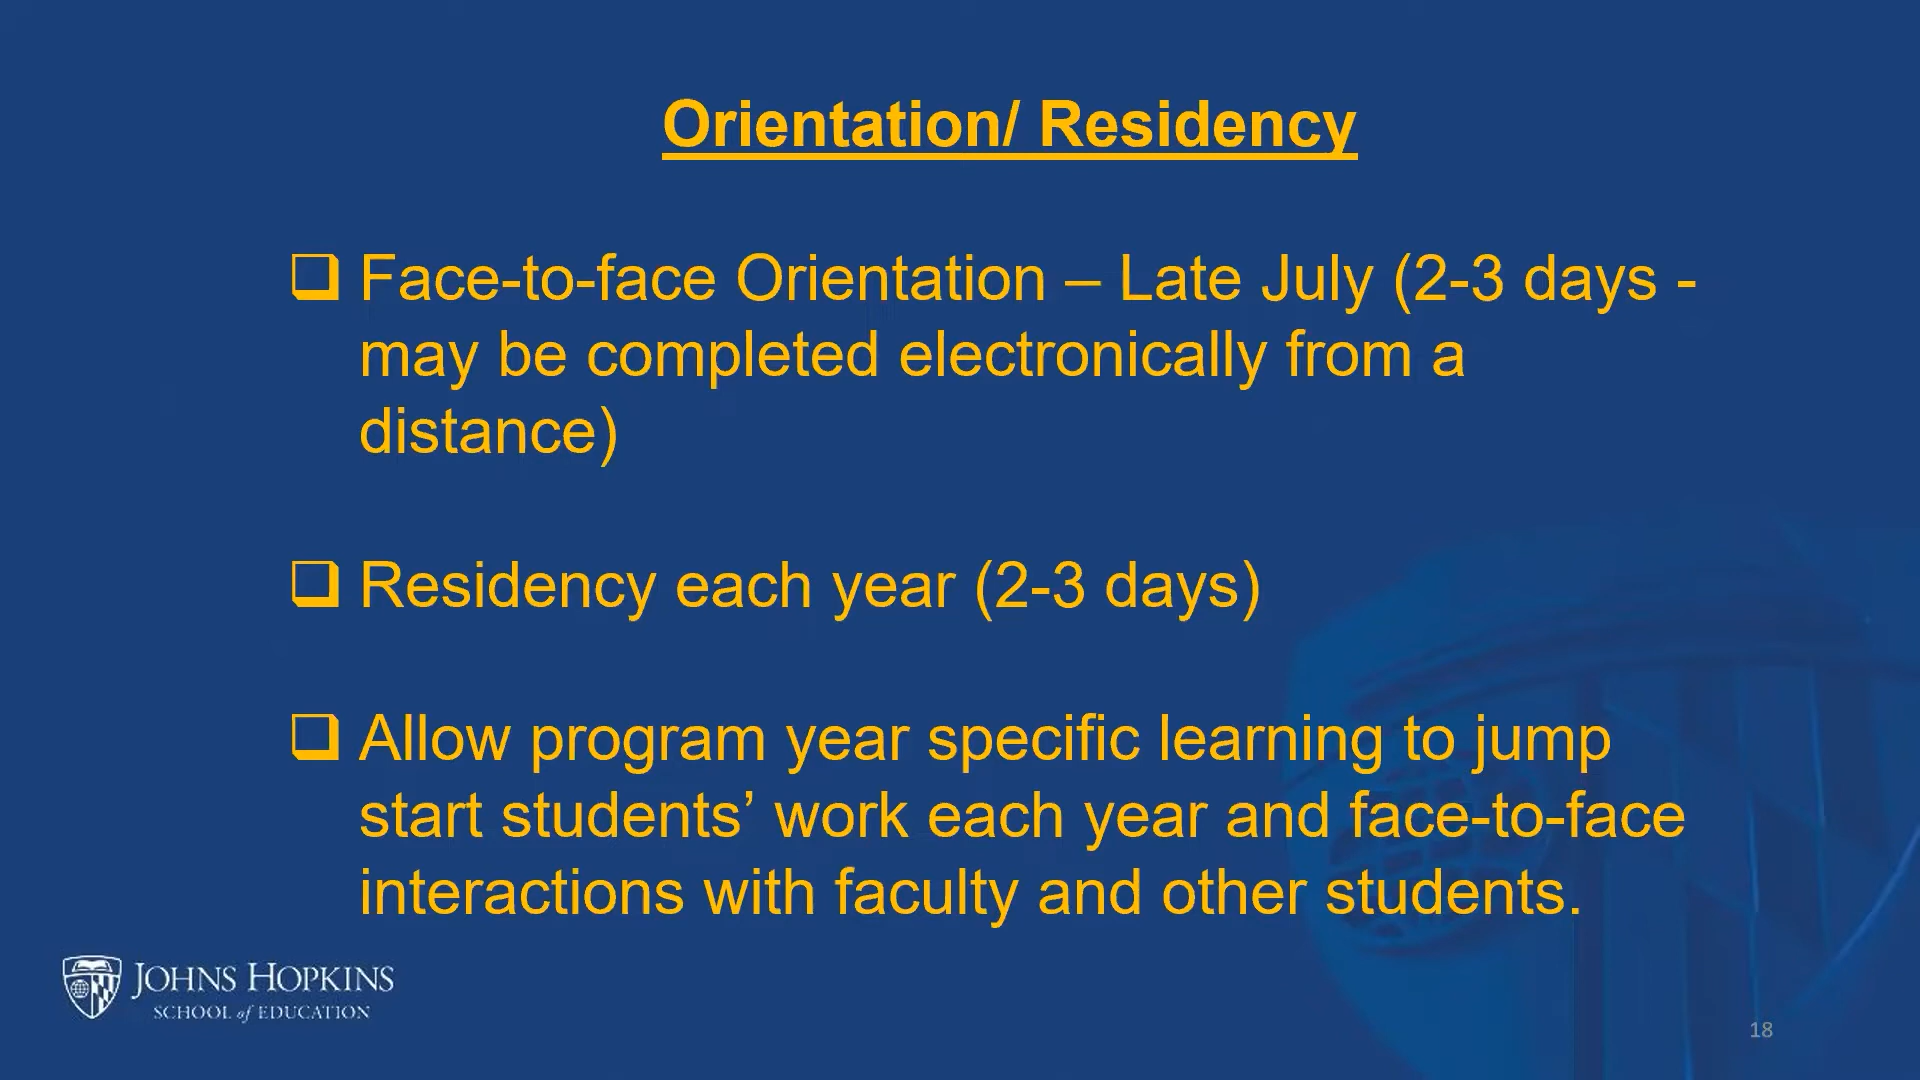 Orientation/ Residency
❑ Face-to-face Orientation – Late July (2-3 days -
may be completed electronically from a
distance)
❑ Residency each year (2-3 days)
❑ Allow program year specific learning to jump
start students’ work each year and face-to-face
interactions with faculty and other students.
JOHNS HOPKINS
SCHOOL of EDUCATION
18